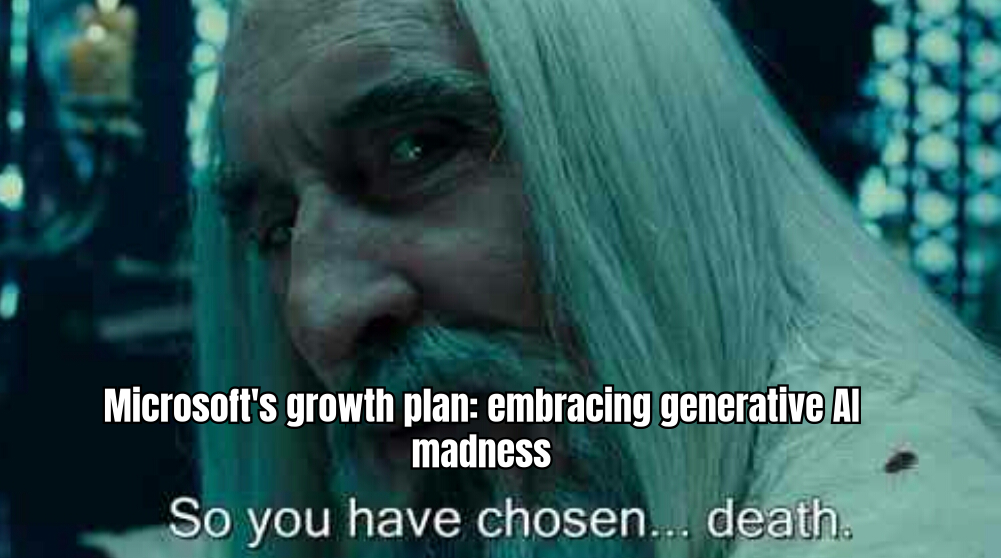 Microsoft's growth plan: embracing generative AI
madness
So you have chosen... death.